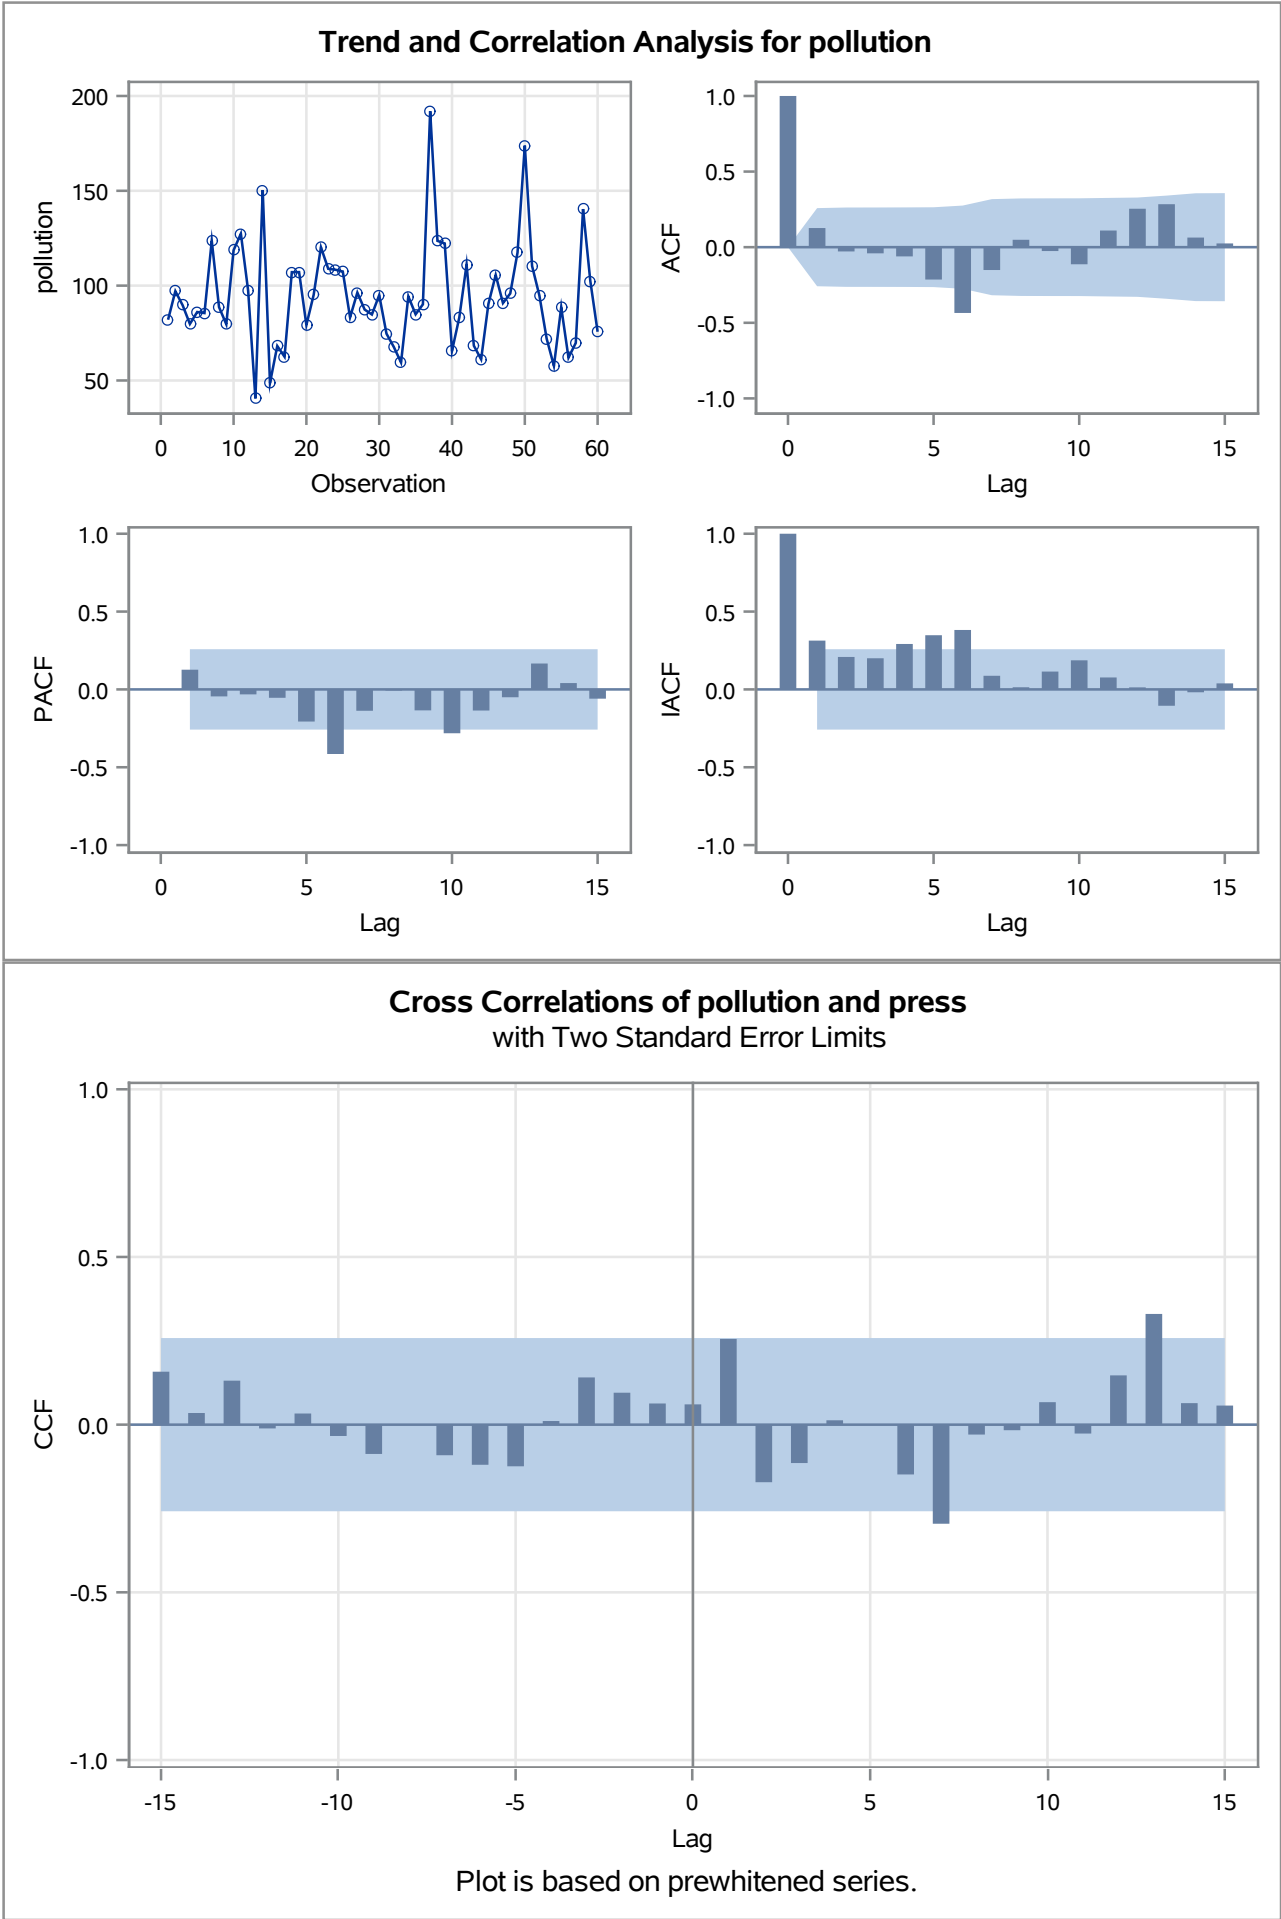 Trend and Correlation Analysis for pollution
200
150
100
50
pollution
0 10 20 30 40 50 60
Observation
1.0
0.5
0.0
-0.5
-1.0
ACF
0 5 10 15
Lag
1.0
0.5
0.0
-0.5
-1.0
PACF
0 5 10 15
Lag
1.0
0.5
0.0
-0.5
-1.0
IACF
0 5 10 15
Lag
Cross Correlations of pollution and press
with Two Standard Error Limits
1.0
0.5
0.0
-0.5
-1.0
CCF
-15 -10 -5 0 5 10 15
Lag
Plot is based on prewhitened series.